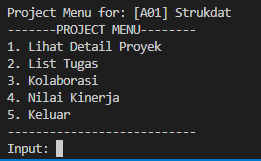 Project Menu for: [A01] Strukdat
-------PROJECT MENU--------
1. Lihat Detail Proyek
2. List Tugas
3. Kolaborasi
4. Nilai Kinerja
5. Keluar
---------------------------
Input: